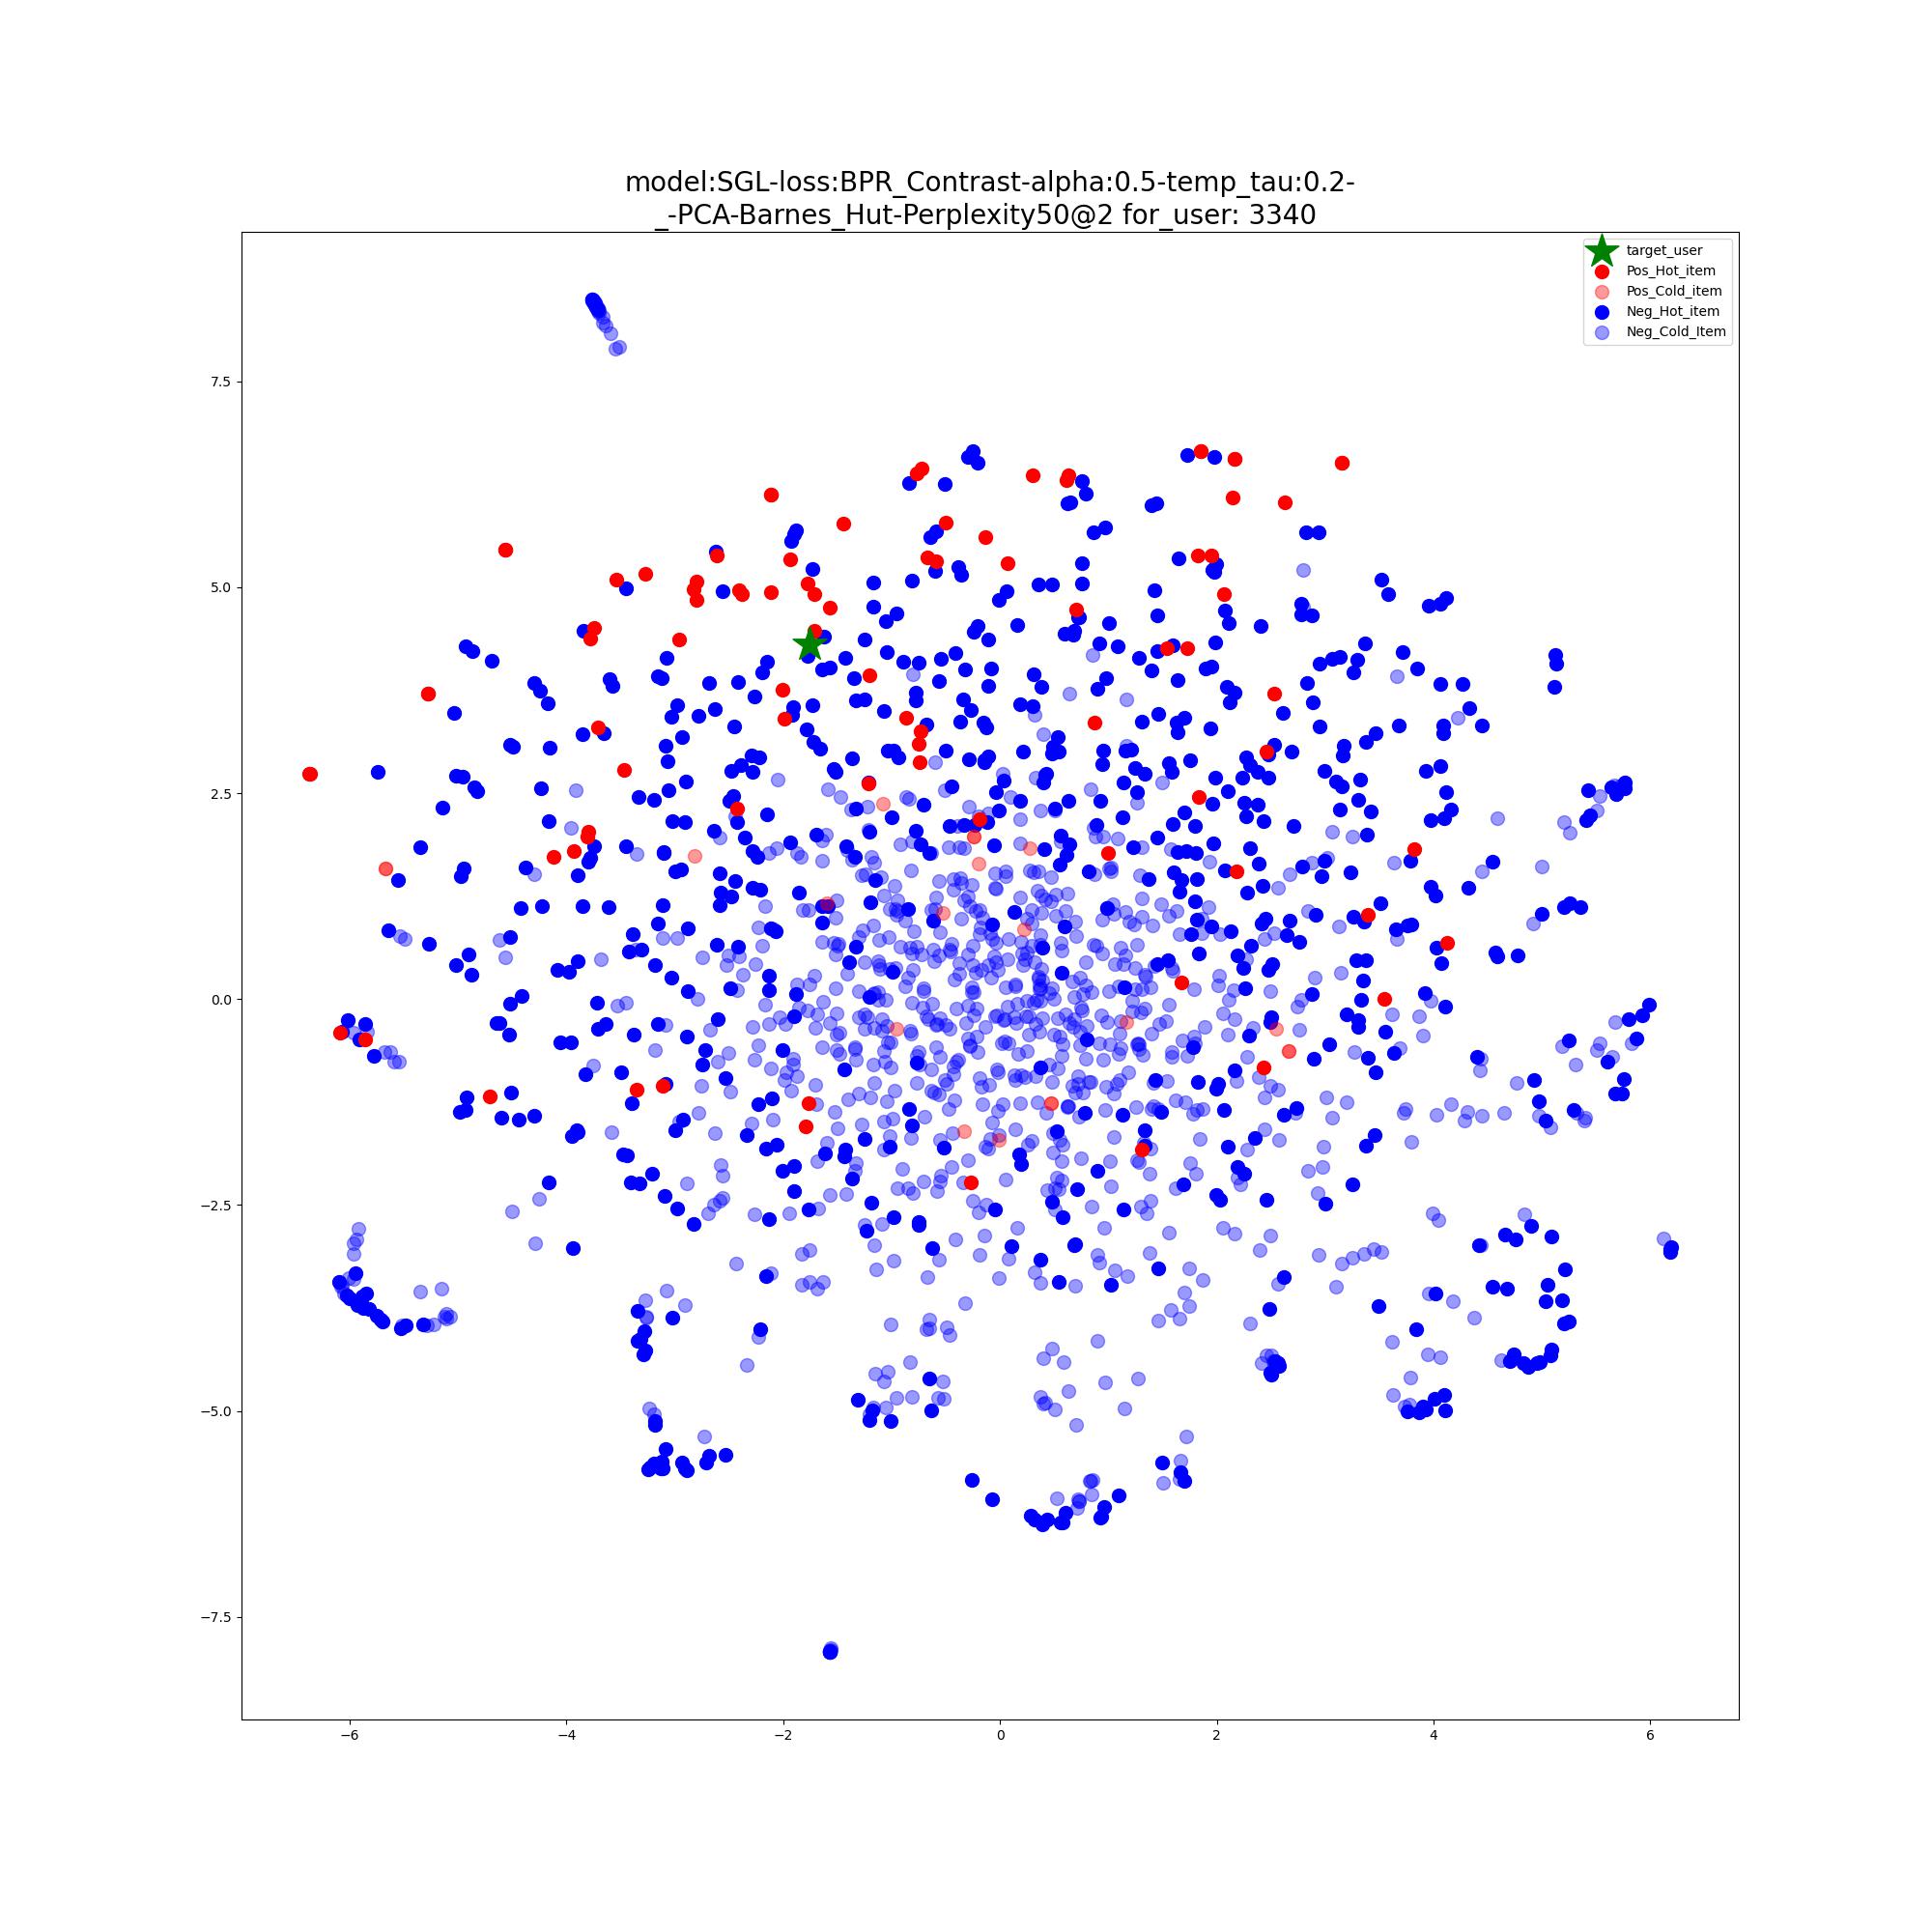 model:SGL-loss:BPR_Contrast-alpha:0.5-temp_tau:0.2-
_-PCA-Barnes_Hut-Perplexity50@2 for_user: 3340
target_user
Pos_Hot_item
Pos_Cold_item
Neg_Hot_item
Neg_Cold_Item
7.5
5.0
2.5
0.0
−2.5
−5.0
−7.5
−6 −4 −2 0 2 4 6